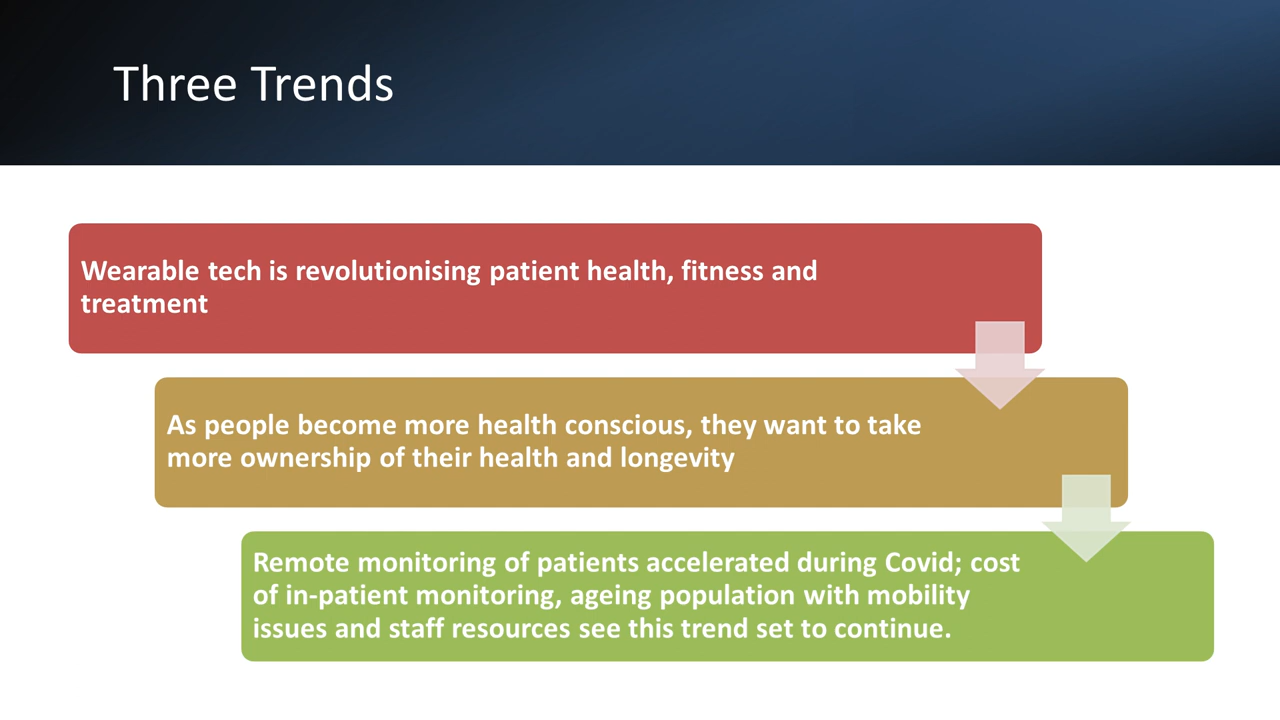 Three Trends
Wearable tech is revolutionising patient health, fitness and
treatment
As people become more health conscious, they want to take
more ownership of their health and longevity
Remote monitoring of patients accelerated during Covid; cost
of in-patient monitoring, ageing population with mobility
issues and staff resources see this trend set to continue.